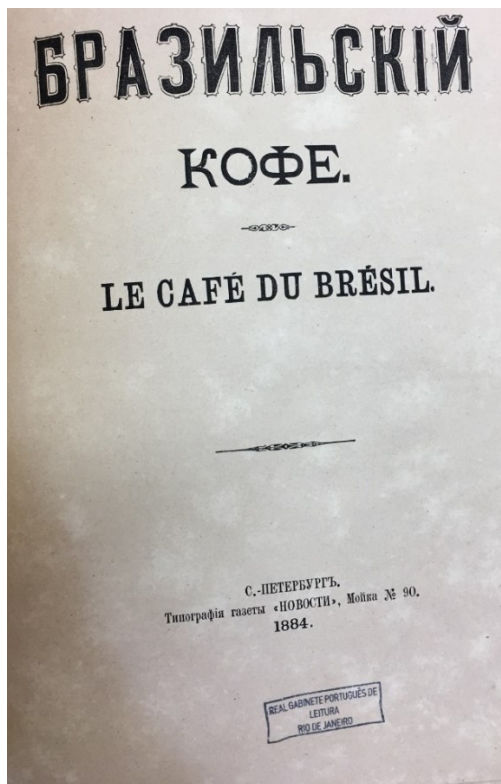 БРАЗИЛЬСКІЙ
КОФЕ.
LE CAFÉ DU BRÉSIL.
С.-ПЕТЕРБУРГЪ.
Типографія газеты «НОВОСТИ», Мойка № 90.
1884.
REAL GABINETE PORTUGUÊS DE
LEITURA
RIO DE JANEIRO